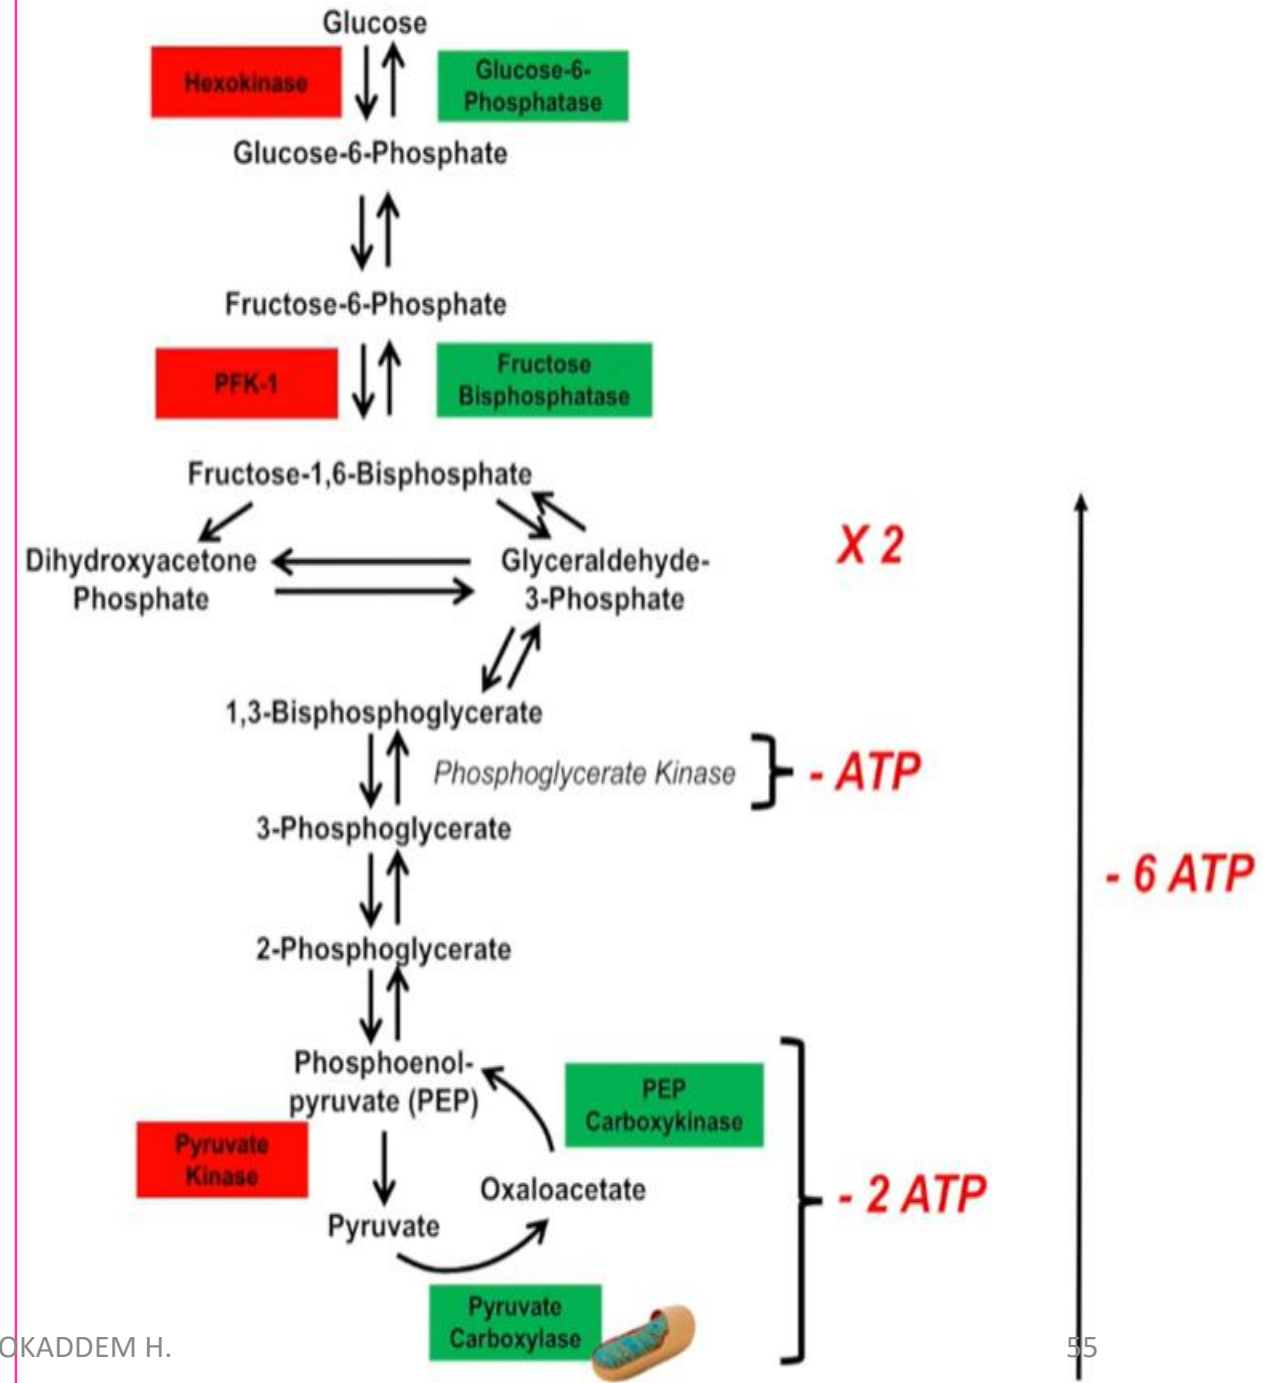 Glucose
Hexokinase
Glucose-6-
Phosphatase
Glucose-6-Phosphate
Fructose-6-Phosphate
PFK-1
Fructose
Bisphosphatase
Fructose-1,6-Bisphosphate
Dihydroxyacetone
Phosphate
Glyceraldehyde-
3-Phosphate
X 2
1,3-Bisphosphoglycerate
Phosphoglycerate Kinase
- ATP
3-Phosphoglycerate
- 6 ATP
2-Phosphoglycerate
Phosphoenol-
pyruvate (PEP)
PEP
Carboxykinase
Pyruvate
Kinase
Oxaloacetate
- 2 ATP
Pyruvate
Pyruvate
Carboxylase
OKADDEM H.
55